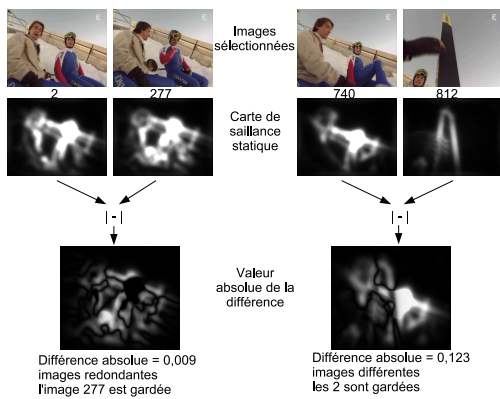 Images
sélectionnées
2
277
740
812
Carte de
saillance
statique
| - |
| - |
Valeur
absolue de la
différence
Différence absolue = 0,009
images redondantes
l'image 277 est gardée
Différence absolue = 0,123
images différentes
les 2 sont gardées